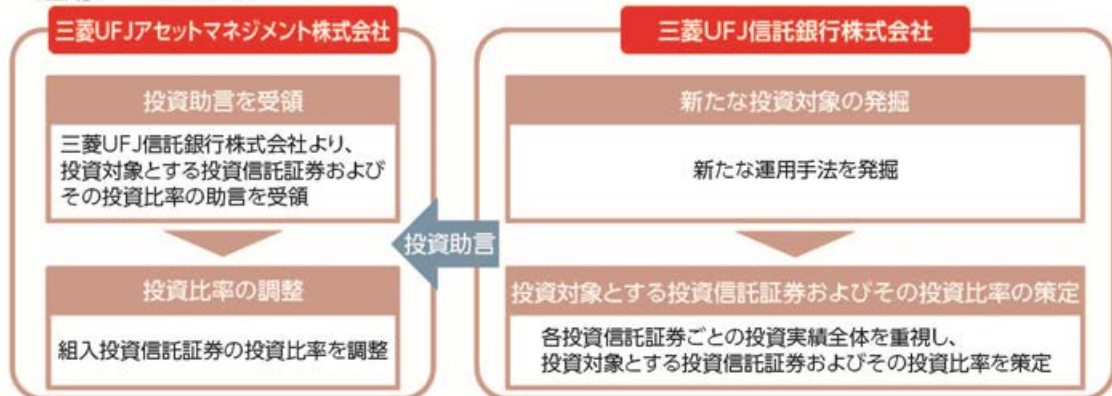 三菱UFJアセットマネジメント株式会社
投資助言を受領
三菱UFJ信託銀行株式会社より、
投資対象とする投資信託証券および
その投資比率の助言を受領
投資比率の調整
組入投資信託証券の投資比率を調整
投資助言
三菱UFJ信託銀行株式会社
新たな投資対象の発掘
新たな運用手法を発掘
投資対象とする投資信託証券およびその投資比率の策定
各投資信託証券ごとの投資実績全体を重視し、
投資対象とする投資信託証券およびその投資比率を策定